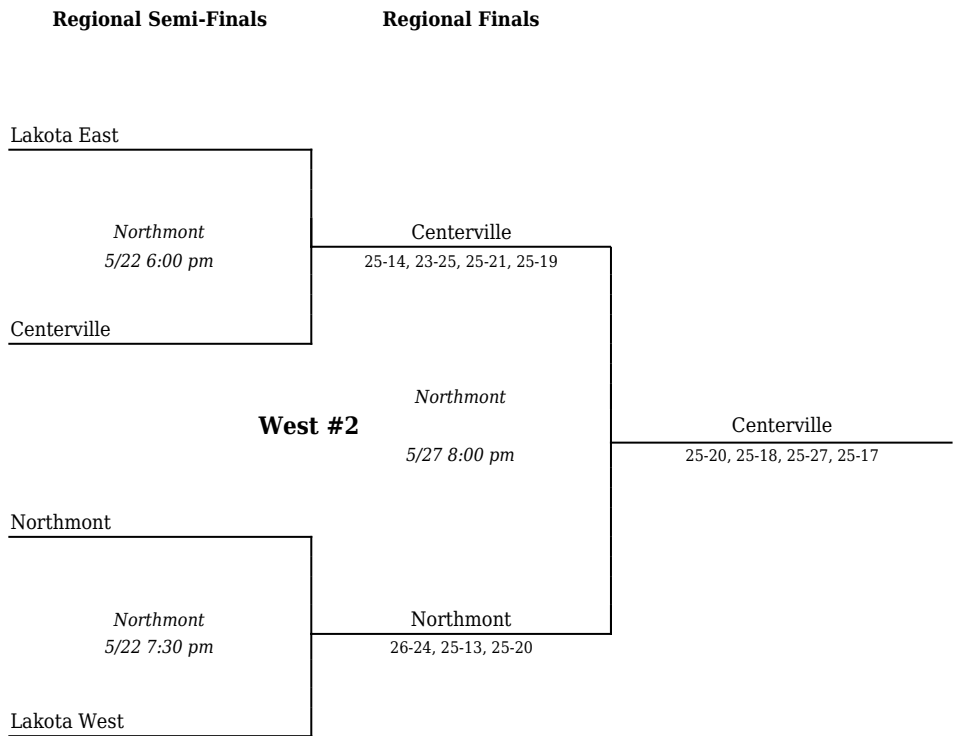 Regional Semi-Finals
Regional Finals
Lakota East
Northmont
5/22 6:00 pm
Centerville
25-14, 23-25, 25-21, 25-19
Centerville
Northmont
West #2
5/27 8:00 pm
Centerville
25-20, 25-18, 25-27, 25-17
Northmont
Northmont
5/22 7:30 pm
Northmont
26-24, 25-13, 25-20
Lakota West